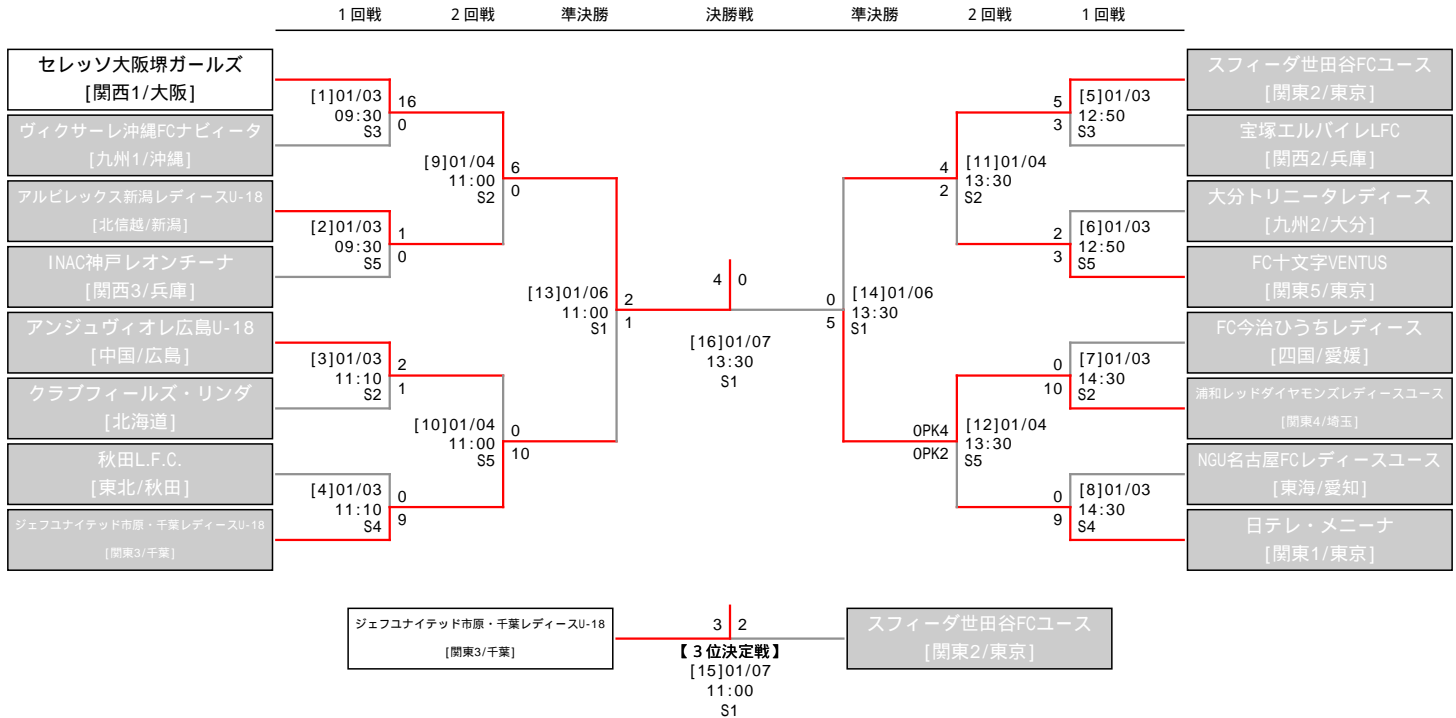 1回戦 2回戦 準決勝 決勝戦 準決勝 2回戦 1回戦
セレッソ大阪堺ガールズ
[関西1/大阪]
ヴィクサーレ沖縄FCナビィータ
[九州1/沖縄]
アルビレックス新潟レディースU-18
[北信越/新潟]
INAC神戸レオンチーナ
[関西3/兵庫]
アンジュヴィオレ広島U-18
[中国/広島]
クラブフィールズ・リンダ
[北海道]
秋田L.F.C.
[東北/秋田]
ジェフユナイテッド市原・千葉レディースU-18
[関東3/千葉]
[1]01/03
09:30
S3
16
0
[2]01/03
09:30
S5
1
0
[3]01/03
11:10
S2
2
1
[4]01/03
11:10
S4
0
9
[9]01/04
11:00
S2
6
0
[10]01/04
11:00
S5
0
10
[13]01/06
11:00
S1
2
1
4 0
[16]01/07
13:30
S1
0
5
[14]01/06
13:30
S1
4
2
[11]01/04
13:30
S2
0PK4
0PK2
[12]01/04
13:30
S5
5
3
[5]01/03
12:50
S3
2
3
[6]01/03
12:50
S5
0
10
[7]01/03
14:30
S2
0
9
[8]01/03
14:30
S4
スフィーダ世田谷FCユース
[関東2/東京]
宝塚エルバイレLFC
[関西2/兵庫]
大分トリニータレディース
[九州2/大分]
FC十文字VENTUS
[関東5/東京]
FC今治ひうちレディース
[四国/愛媛]
浦和レッドダイヤモンズレディースユース
[関東4/埼玉]
NGU名古屋FCレディースユース
[東海/愛知]
日テレ・メニーナ
[関東1/東京]
ジェフユナイテッド市原・千葉レディースU-18
[関東3/千葉]
3 2
【３位決定戦】
[15]01/07
11:00
S1
スフィーダ世田谷FCユース
[関東2/東京]